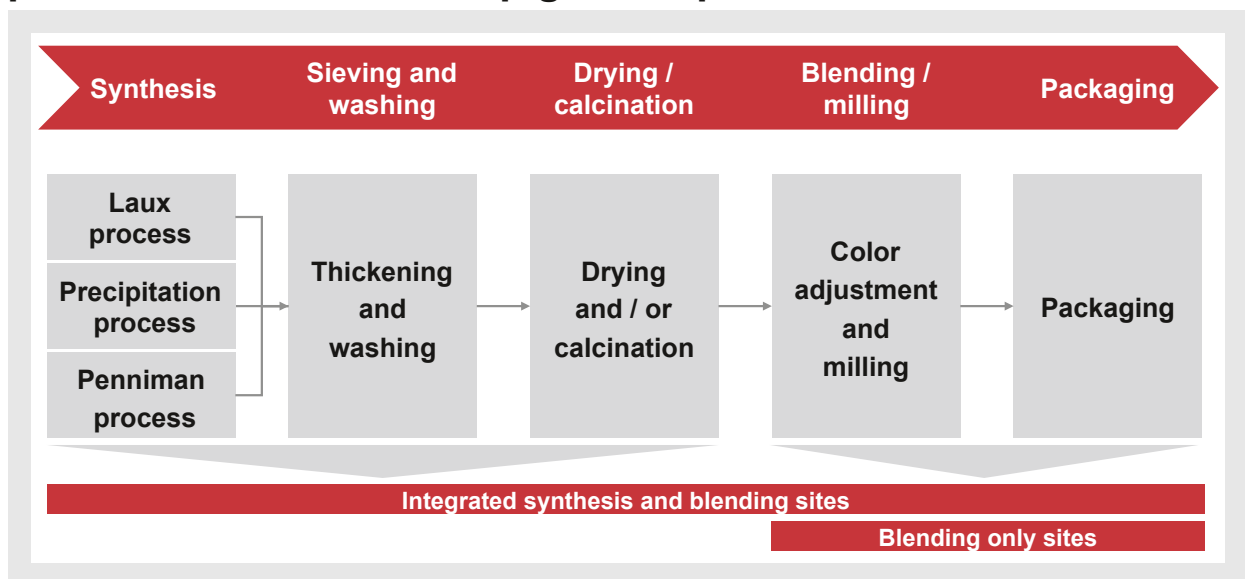 Synthesis
Sieving and
washing
Drying /
calcination
Blending /
milling
Packaging
Laux
process
Precipitation
process
Penniman
process
Thickening
and
washing
Drying
and / or
calcination
Color
adjustment
and
milling
Packaging
Integrated synthesis and blending sites
Blending only sites